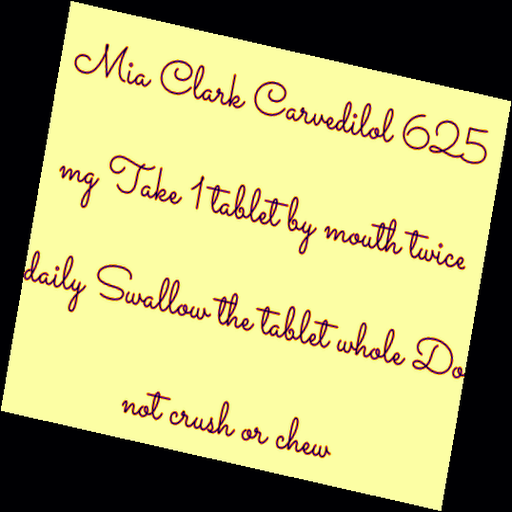 Mia Clark Carvedilol 625
mg Take 1 tablet by mouth twice
daily Swallow the tablet whole Do
not crush or chew